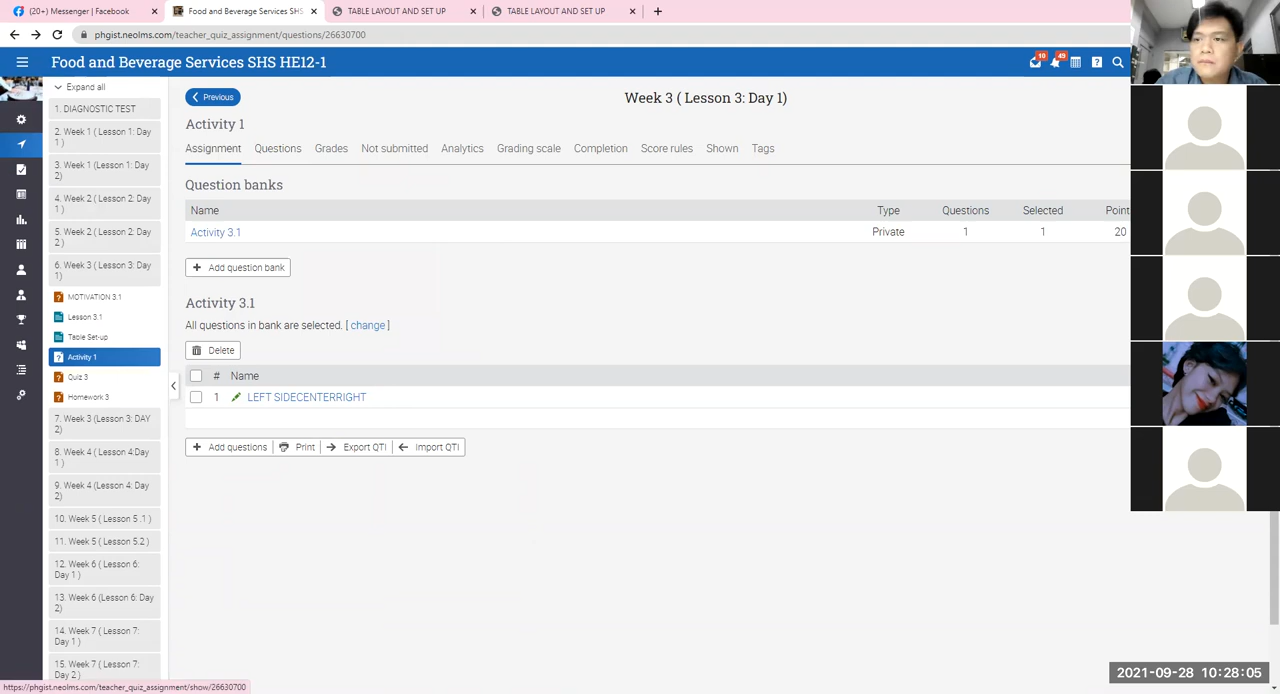 (20+) Messenger | Facebook
Food and Beverage Services SHS
TABLE LAYOUT AND SET UP
TABLE LAYOUT AND SET UP
phgist.neolms.com/teacher_quiz_assignment/questions/26630700
Food and Beverage Services SHS HE12-1
10
49
Expand all
1. DIAGNOSTIC TEST
2. Week 1 ( Lesson 1: Day
1 )
3. Week 1 (Lesson 1: Day
2)
4. Week 2 ( Lesson 2: Day
1 )
5. Week 2 ( Lesson 2: Day
2 )
6. Week 3 ( Lesson 3: Day
1)
MOTIVATION 3.1
Lesson 3.1
Table Set-up
Activity 1
Quiz 3
Homework 3
7. Week 3 (Lesson 3: DAY
2)
8. Week 4 ( Lesson 4:Day
1 )
9. Week 4 (Lesson 4: Day
2)
10. Week 5 ( Lesson 5 .1 )
11. Week 5 ( Lesson 5.2 )
12. Week 6 ( Lesson 6:
Day 1 )
13. Week 6 (Lesson 6: Day
2)
14. Week 7 ( Lesson 7:
Day 1 )
15. Week 7 ( Lesson 7:
Day 2 )
Previous
Week 3 ( Lesson 3: Day 1)
Activity 1
Assignment Questions Grades Not submitted Analytics Grading scale Completion Score rules Shown Tags
Question banks
Name Type Questions Selected Point
Activity 3.1 Private 1 1 20
+ Add question bank
Activity 3.1
All questions in bank are selected. [ change ]
Delete
# Name
1 LEFT SIDECENTERRIGHT
+ Add questions Print Export QTI Import QTI
https://phgist.neolms.com/teacher_quiz_assignment/show/26630700
2021-09-28 10:28:05